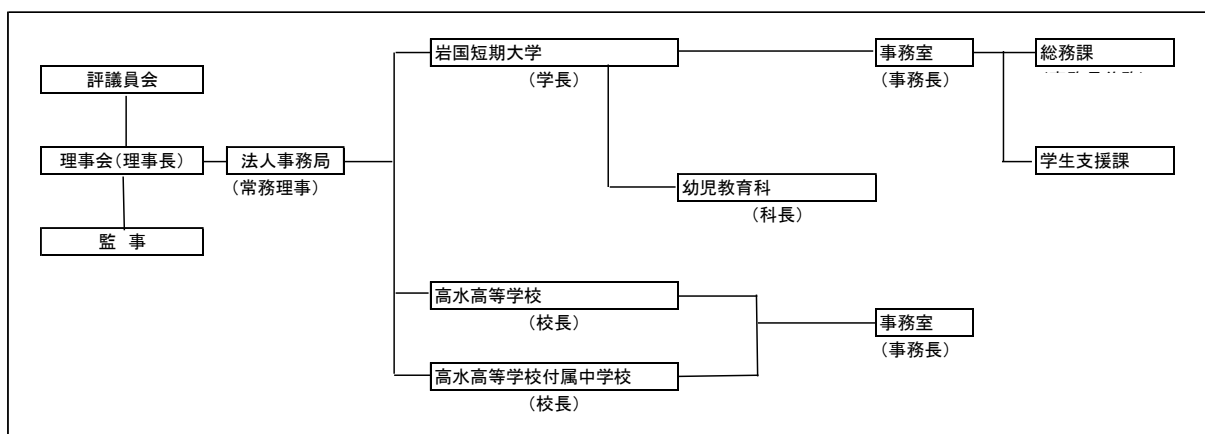 岩国短期大学
(学長)
事務室
(事務長)
総務課
評議員会
理事会(理事長)
法人事務局
(常務理事)
学生支援課
幼児教育科
(科長)
監 事
高水高等学校
(校長)
事務室
(事務長)
高水高等学校付属中学校
(校長)